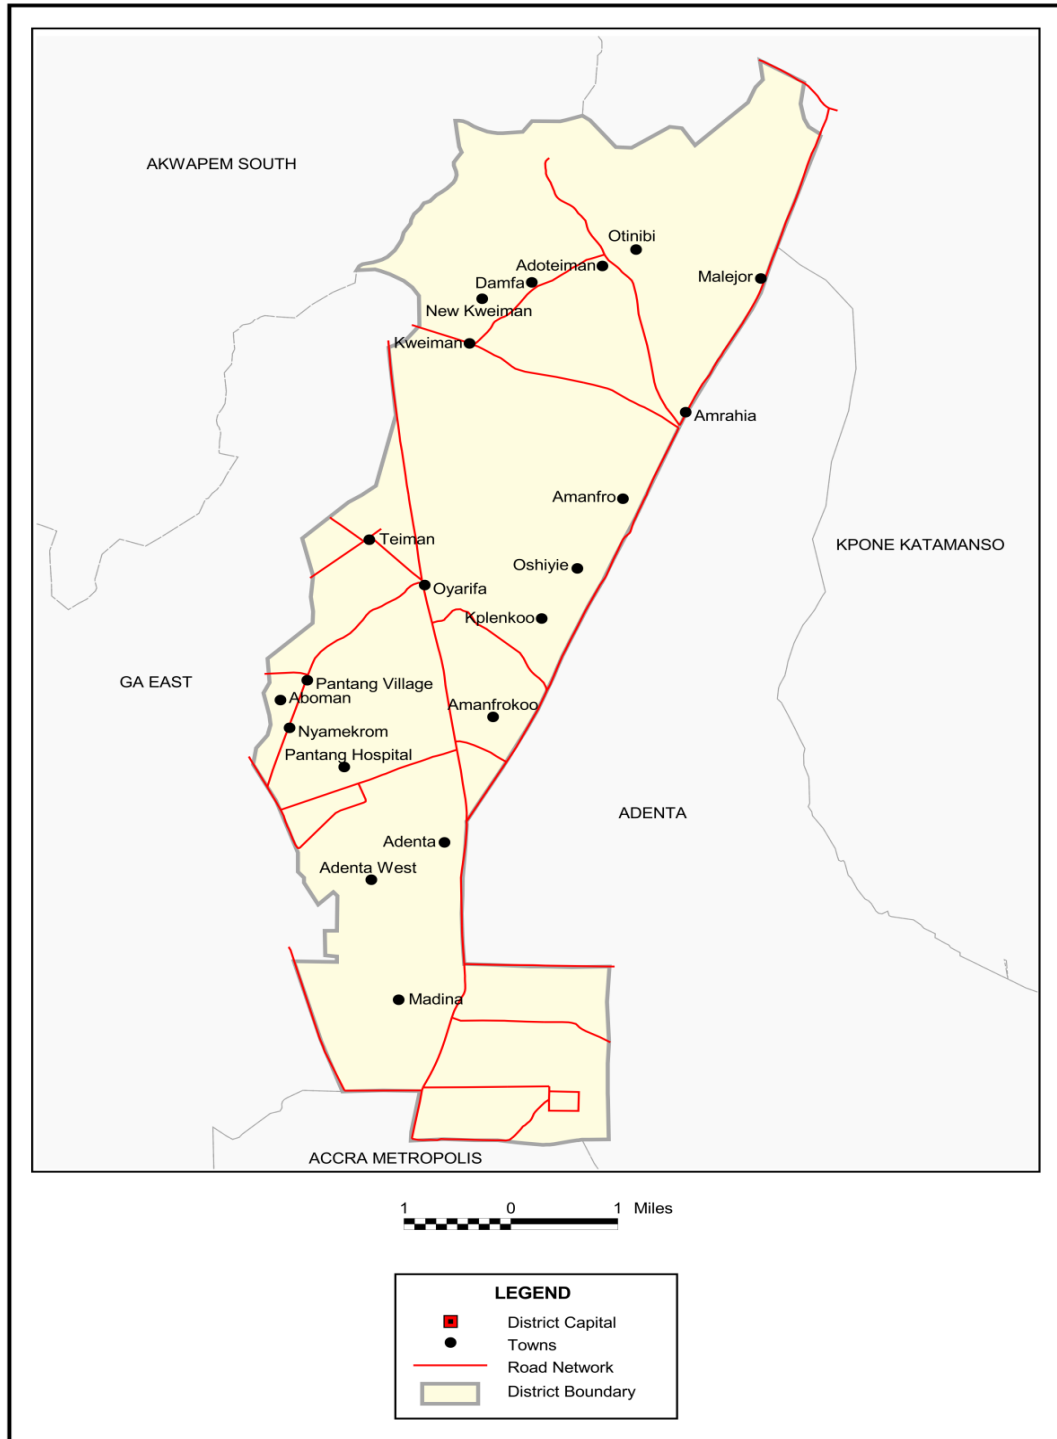 AKWAPEM SOUTH
Otinibi
Adoteiman
Malejor
Damfa
New Kweiman
Kweiman
Amrahia
Amanfro
Teiman
KPONE KATAMANSO
Oshiyie
Oyarifa
Kplenkoo
GA EAST
Pantang Village
Aboman
Amanfrokoo
Nyamekrom
Pantang Hospital
ADENTA
Adenta
Adenta West
Madina
ACCRA METROPOLIS
1 0 1 Miles
LEGEND
District Capital
Towns
Road Network
District Boundary